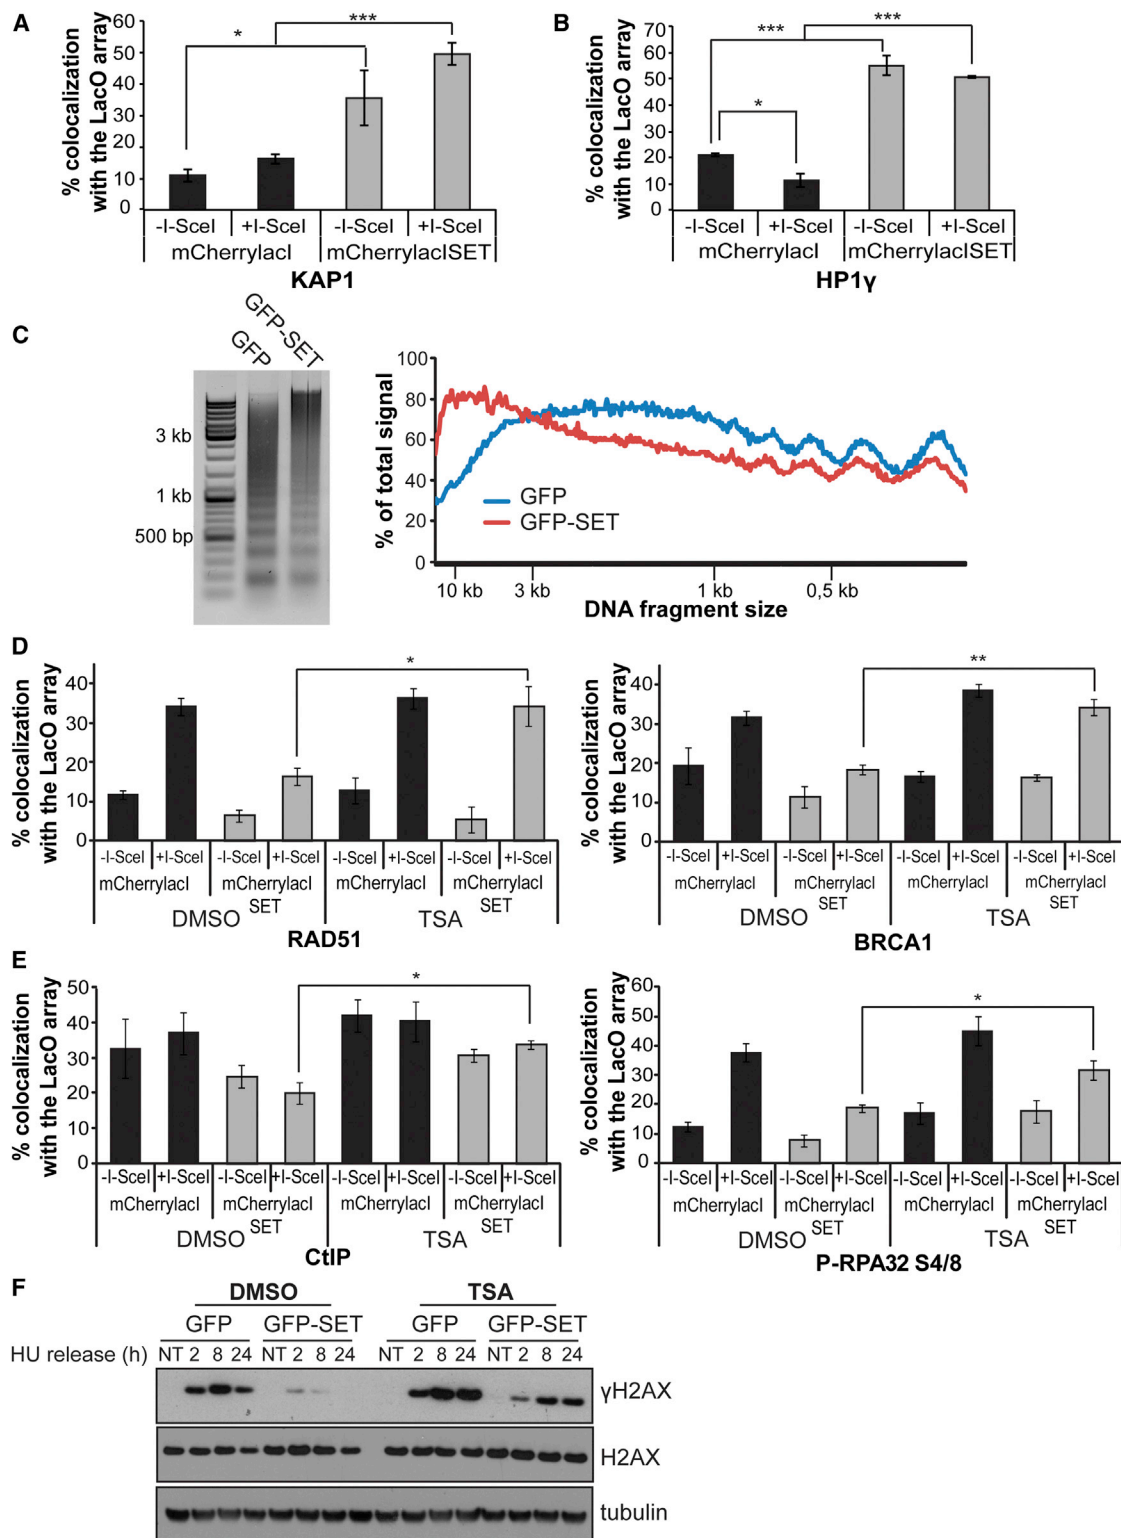 A
% colocalization
with the LacO array
60
50
40
30
20
10
0
*
***
-I-SceI +I-SceI -I-SceI +I-SceI
mCherrylacI mCherrylacISET
KAP1
B
% colocalization
with the LacO array
70
60
50
40
30
20
10
0
***
***
*
-I-SceI +I-SceI -I-SceI +I-SceI
mCherrylacI mCherrylacISET
HP1γ
C
GFP
GFP-SET
3 kb
1 kb
500 bp
% of total signal
100
80
60
40
20
0
GFP
GFP-SET
10 kb 3 kb 1 kb 0,5 kb
DNA fragment size
D
% colocalization
with the LacO array
40
30
20
10
0
*
-I-SceI +I-SceI -I-SceI +I-SceI -I-SceI +I-SceI -I-SceI +I-SceI
mCherrylacI mCherrylacI mCherrylacI mCherrylacI
SET SET
DMSO TSA
RAD51
% colocalization
with the LacO array
40
30
20
10
0
**
-I-SceI +I-SceI -I-SceI +I-SceI -I-SceI +I-SceI -I-SceI +I-SceI
mCherrylacI mCherrylacI mCherrylacI mCherrylacI
SET SET
DMSO TSA
BRCA1
E
% colocalization
with the LacO array
50
40
30
20
10
0
*
-I-SceI +I-SceI -I-SceI +I-SceI -I-SceI +I-SceI -I-SceI +I-SceI
mCherrylacI mCherrylacI mCherrylacI mCherrylacI
SET SET
DMSO TSA
CtIP
% colocalization
with the LacO array
60
50
40
30
20
10
0
*
-I-SceI +I-SceI -I-SceI +I-SceI -I-SceI +I-SceI -I-SceI +I-SceI
mCherrylacI mCherrylacI mCherrylacI mCherrylacI
SET SET
DMSO TSA
P-RPA32 S4/8
F
DMSO TSA
GFP GFP-SET GFP GFP-SET
HU release (h) NT 2 8 24 NT 2 8 24 NT 2 8 24 NT 2 8 24
γH2AX
H2AX
tubulin